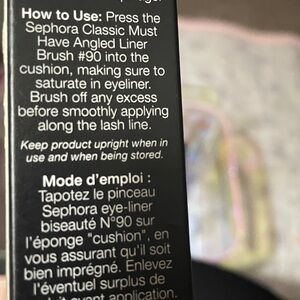 How to Use: Press the
Sephora Classic Must
Have Angled Liner
Brush #90 into the
cushion, making sure to
saturate in eyeliner.
Brush off any excess
before smoothly applying
along the lash line.
Keep product upright when in
use and when being stored.
Mode d'emploi :
Tapotez le pinceau
Sephora eye-liner
biseauté N°90 sur
l'éponge "cushion", en
vous assurant qu'il soit
bien imprégné. Enlevez
l'éventuel surplus de
avant application.